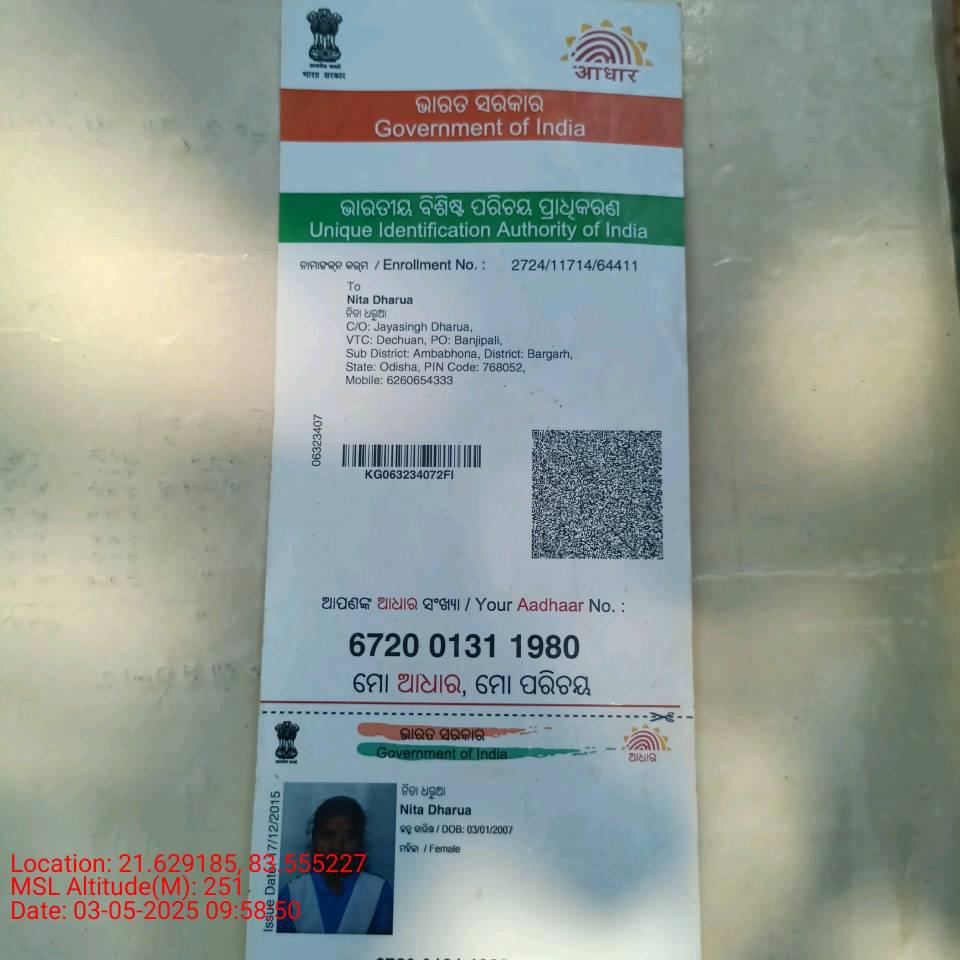 भारत सरकार
आधार
ଭାରତ ସରକାର
Government of India
ଭାରତୀୟ ବିଶିଷ୍ଟ ପରିଚୟ ପ୍ରାଧିକରଣ
Unique Identification Authority of India
/ Enrollment No. : 2724/11714/64411
To
Nita Dharua
ନିତା ଧରୁଆ
C/O: Jayasingh Dharua,
VTC: Dechuan, PO: Banjipali,
Sub District: Ambabhona, District: Bargarh,
State: Odisha, PIN Code: 768052,
Mobile: 6260654333
06323407
KG063234072FI
ଆପଣଙ୍କ ଆଧାର ସଂଖ୍ୟା / Your Aadhaar No. :
6720 0131 1980
ମୋ ଆଧାର, ମୋ ପରିଚୟ
ଭାରତ ସରକାର
Government of India
ଆଧାର
ନିତା ଧରୁଆ
Nita Dharua
ଜନ୍ମ ତାରିଖ / DOB: 03/01/2007
ମହିଳା / Female
Issue Date: 17/12/2015
Location: 21.629185, 83.555227
MSL Altitude(M): 251
Date: 03-05-2025 09:58:50